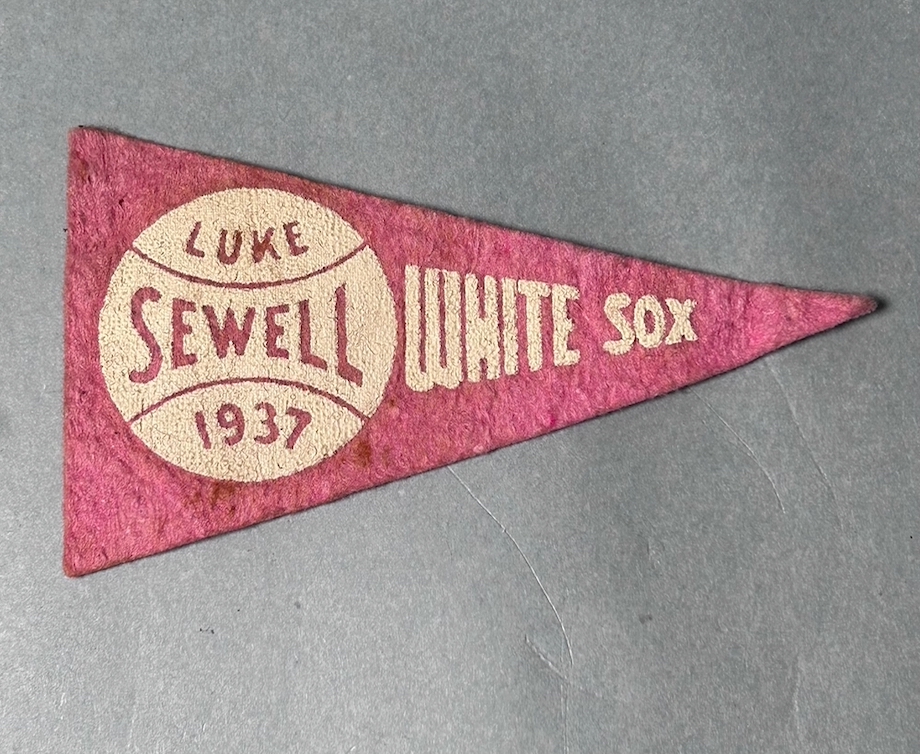 LUKE
SEWELL
1937
WHITE SOX